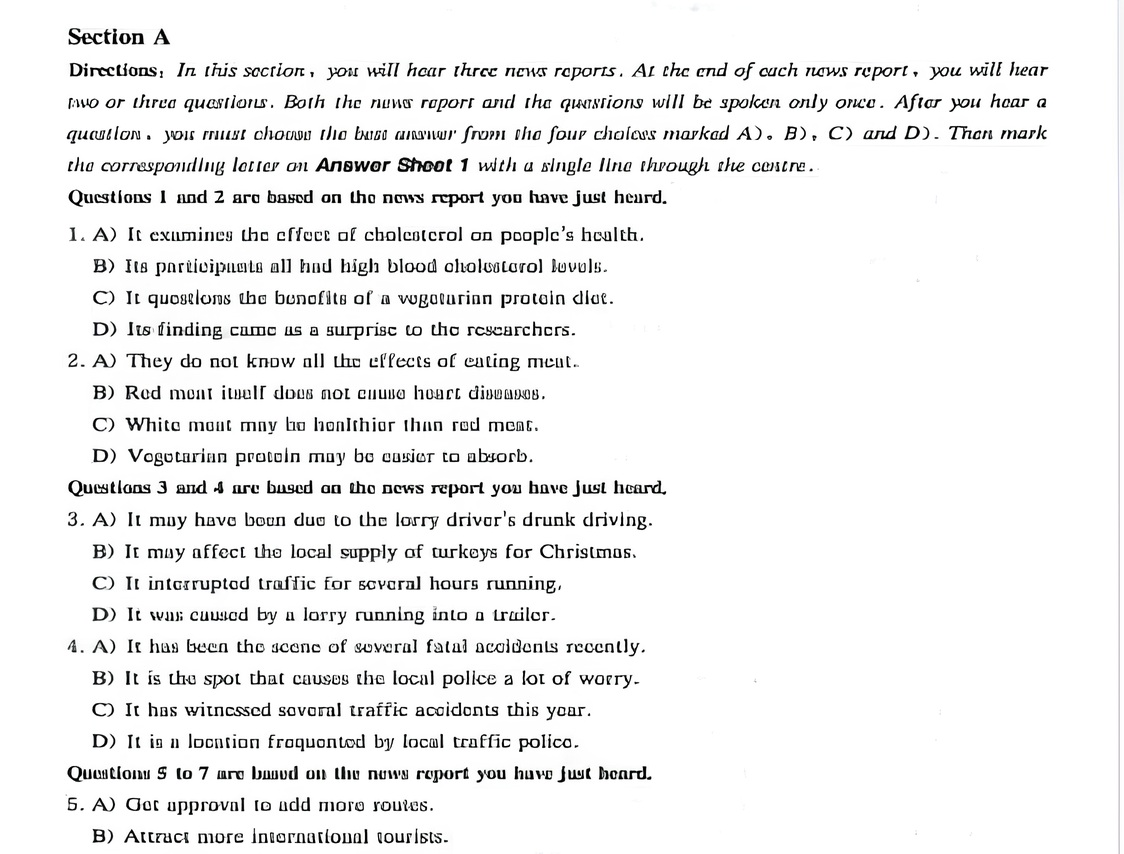 Section A
Directions: In this section, you will hear three news reports. At the end of each news report, you will hear
two or three questions. Both the news report and the questions will be spoken only once. After you hear a
question, you must choose the best answer from the four choices marked A), B), C) and D). Then mark
the corresponding letter on Answer Sheet 1 with a single line through the centre.
Questions 1 and 2 are based on the news report you have just heard.
1. A) It examines the effect of cholesterol on people's health.
B) Its participants all had high blood cholesterol levels.
C) It questions the benefits of a vegetarian protein diet.
D) Its finding came as a surprise to the researchers.
2. A) They do not know all the effects of eating meat.
B) Red meat itself does not cause heart diseases.
C) White meat may be healthier than red meat.
D) Vegetarian protein may be easier to absorb.
Questions 3 and 4 are based on the news report you have just heard.
3. A) It may have been due to the lorry driver's drunk driving.
B) It may affect the local supply of turkeys for Christmas.
C) It interrupted traffic for several hours running.
D) It was caused by a lorry running into a trailer.
4. A) It has been the scene of several fatal accidents recently.
B) It is the spot that causes the local police a lot of worry.
C) It has witnessed several traffic accidents this year.
D) It is a location frequented by local traffic police.
Questions 5 to 7 are based on the news report you have just heard.
5. A) Get approval to add more routes.
B) Attract more international tourists.